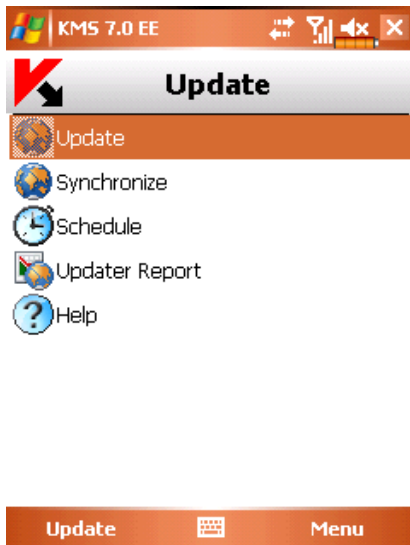 KMS 7.0 EE
Update
Update
Synchronize
Schedule
Updater Report
Help
Update Menu